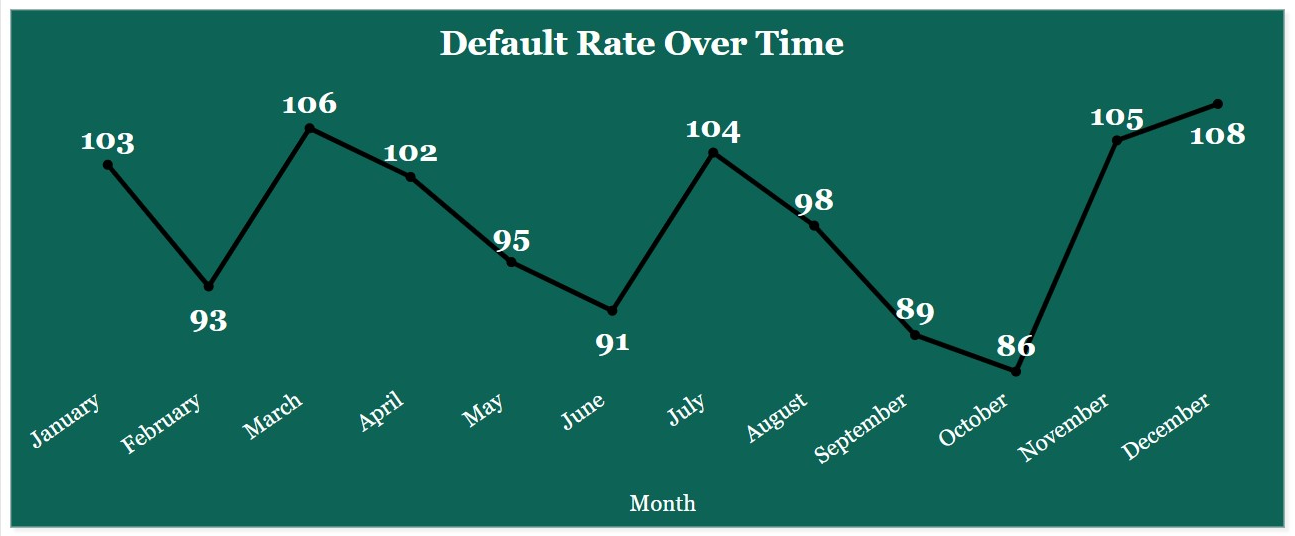 Default Rate Over Time
103
93
106
102
95
91
104
98
89
86
105
108
January
February
March
April
May
June
July
August
September
October
November
December
Month